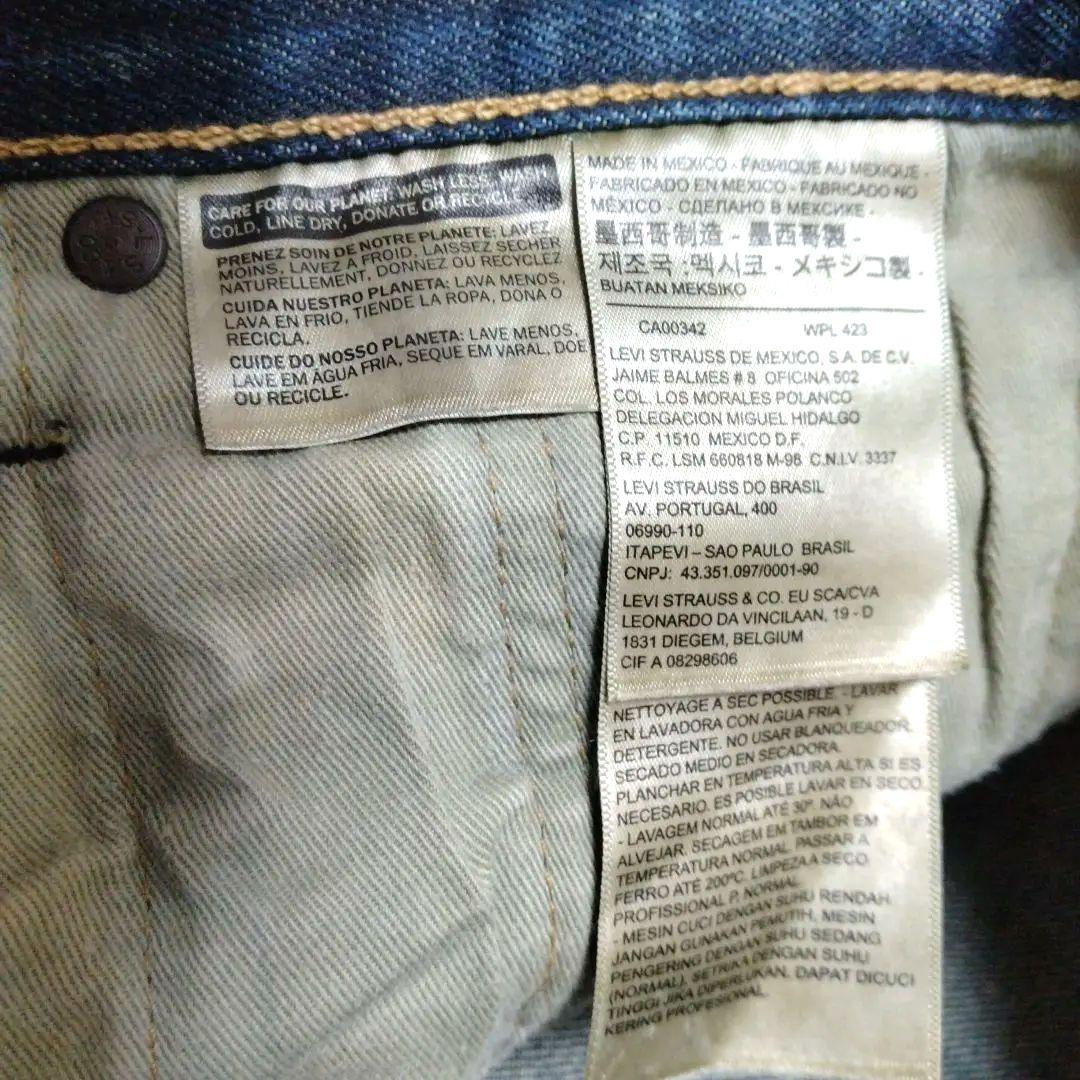 CARE FOR OUR PLANET: WASH LESS, WASH
COLD, LINE DRY, DONATE OR RECYCLE.
PRENEZ SOIN DE NOTRE PLANETE: LAVEZ
MOINS, LAVEZ A FROID, LAISSEZ SECHER
NATURELLEMENT, DONNEZ OU RECYCLEZ
CUIDA NUESTRO PLANETA: LAVA MENOS,
LAVA EN FRIO, TIENDE LA ROPA, DONA O
RECICLA.
CUIDE DO NOSSO PLANETA: LAVE MENOS,
LAVE EM AGUA FRIA, SEQUE EM VARAL, DOE
OU RECICLE.
MADE IN MEXICO - FABRIQUE AU MEXIQUE -
FABRICADO EN MEXICO - FABRICADO NO
MÉXICO - СДЕЛАНО В МЕКСИКЕ -
墨西哥制造 - 墨西哥製 -
제조국 :멕시코 - メキシコ製 -
BUATAN MEKSIKO
CA00342 WPL 423
LEVI STRAUSS DE MEXICO, S.A. DE C.V.
JAIME BALMES # 8 OFICINA 502
COL. LOS MORALES POLANCO
DELEGACION MIGUEL HIDALGO
C.P. 11510 MEXICO D.F.
R.F.C. LSM 660818 M-98 C.N.I.V. 3337
LEVI STRAUSS DO BRASIL
AV. PORTUGAL, 400
06990-110
ITAPEVI – SAO PAULO BRASIL
CNPJ: 43.351.097/0001-90
LEVI STRAUSS & CO. EU SCA/CVA
LEONARDO DA VINCILAAN, 19 - D
1831 DIEGEM, BELGIUM
CIF A 08298606
NETTOYAGE A SEC POSSIBLE. - LAVAR
EN LAVADORA CON AGUA FRIA Y
DETERGENTE. NO USAR BLANQUEADOR.
SECADO MEDIO EN SECADORA.
PLANCHAR EN TEMPERATURA ALTA SI ES
NECESARIO. ES POSIBLE LAVAR EN SECO.
- LAVAGEM NORMAL ATÉ 30°. NÃO
ALVEJAR. SECAGEM EM TAMBOR EM
TEMPERATURA NORMAL. PASSAR A
FERRO ATÉ 200°C. LIMPEZA A SECO
PROFISSIONAL P. NORMAL.
- MESIN CUCI DENGAN SUHU RENDAH.
JANGAN GUNAKAN PEMUTIH. MESIN
PENGERING DENGAN SUHU SEDANG
(NORMAL). SETRIKA DENGAN SUHU
TINGGI JIKA DIPERLUKAN. DAPAT DICUCI
KERING PROFESIONAL.